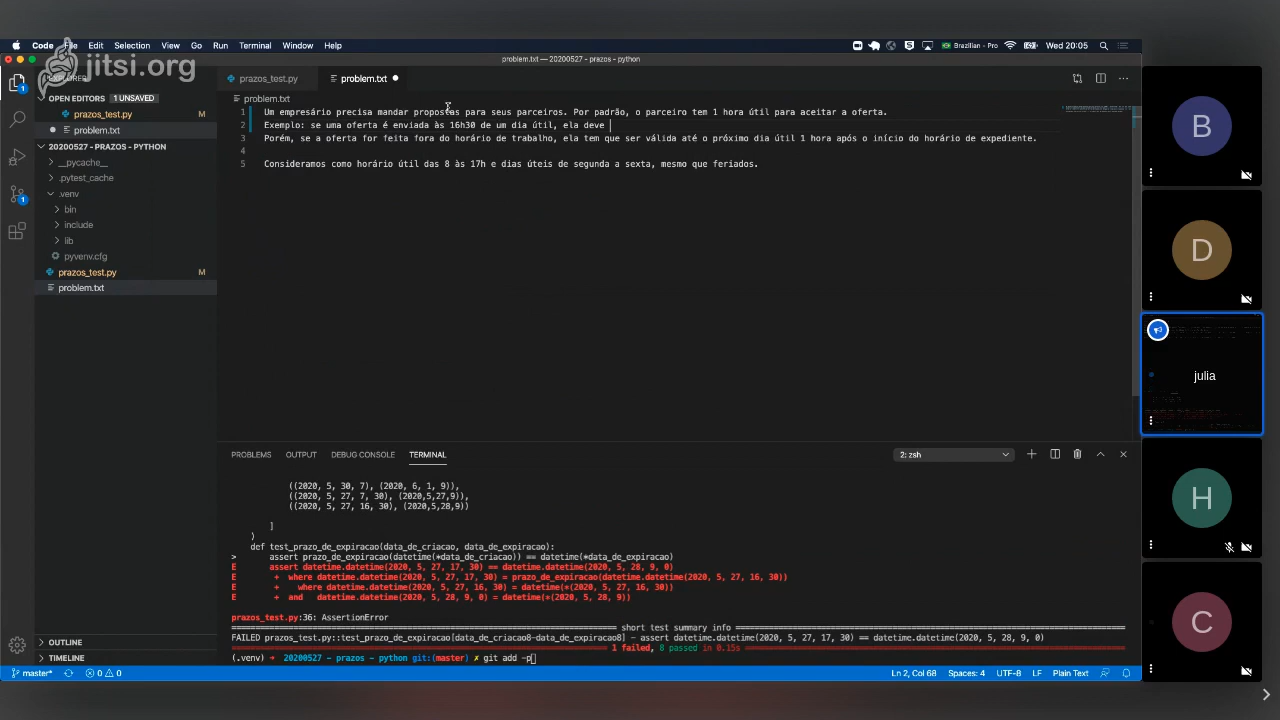 Code File Edit Selection View Go Run Terminal Window Help
Brazilian - Pro Wed 20:05
jitsi.org
problem.txt — 20200527 - prazos - python
EXPLORER
prazos_test.py
problem.txt
OPEN EDITORS 1 UNSAVED
prazos_test.py M
problem.txt
20200527 - PRAZOS - PYTHON
__pycache__
.pytest_cache
.venv
bin
include
lib
pyvenv.cfg
prazos_test.py M
problem.txt
OUTLINE
TIMELINE
problem.txt
1 Um empresário precisa mandar propostas para seus parceiros. Por padrão, o parceiro tem 1 hora útil para aceitar a oferta.
2 Exemplo: se uma oferta é enviada às 16h30 de um dia útil, ela deve
3 Porém, se a oferta for feita fora do horário de trabalho, ela tem que ser válida até o próximo dia útil 1 hora após o início do horário de expediente.
4
5 Consideramos como horário útil das 8 às 17h e dias úteis de segunda a sexta, mesmo que feriados.
PROBLEMS OUTPUT DEBUG CONSOLE TERMINAL
2: zsh
((2020, 5, 30, 7), (2020, 6, 1, 9)),
((2020, 5, 27, 7, 30), (2020,5,27,9)),
((2020, 5, 27, 16, 30), (2020,5,28,9))
]
)
def test_prazo_de_expiracao(data_de_criacao, data_de_expiracao):
> assert prazo_de_expiracao(datetime(*data_de_criacao)) == datetime(*data_de_expiracao)
E assert datetime.datetime(2020, 5, 27, 17, 30) == datetime.datetime(2020, 5, 28, 9, 0)
E + where datetime.datetime(2020, 5, 27, 17, 30) = prazo_de_expiracao(datetime.datetime(2020, 5, 27, 16, 30))
E + where datetime.datetime(2020, 5, 27, 16, 30) = datetime(*(2020, 5, 27, 16, 30))
E + and datetime.datetime(2020, 5, 28, 9, 0) = datetime(*(2020, 5, 28, 9))
prazos_test.py:36: AssertionError
short test summary info
FAILED prazos_test.py::test_prazo_de_expiracao[data_de_criacao8-data_de_expiracao8] - assert datetime.datetime(2020, 5, 27, 17, 30) == datetime.datetime(2020, 5, 28, 9, 0)
1 failed, 8 passed in 0.15s
(.venv) ➜ 20200527 - prazos - python git:(master) ✗ git add -p
master* 0 0
Ln 2, Col 68 Spaces: 4 UTF-8 LF Plain Text
B
D
julia
H
C